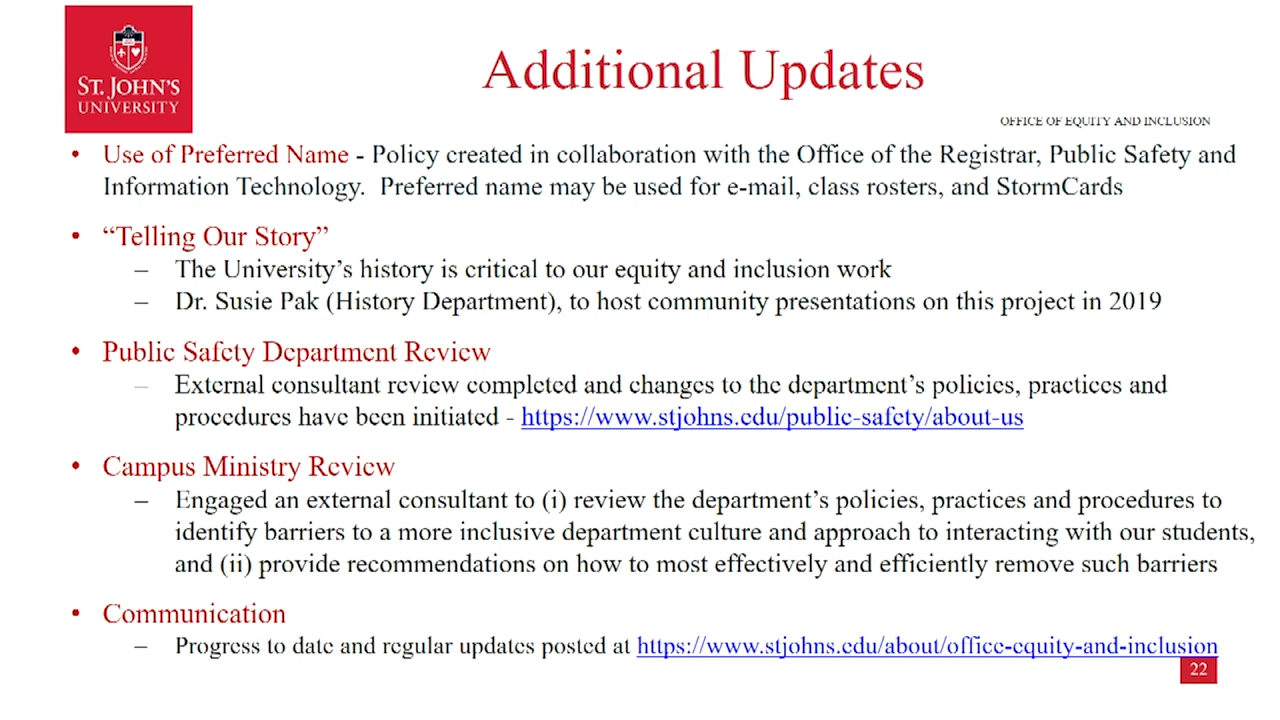 ST. JOHN'S
UNIVERSITY
Additional Updates
OFFICE OF EQUITY AND INCLUSION
• Use of Preferred Name - Policy created in collaboration with the Office of the Registrar, Public Safety and
Information Technology. Preferred name may be used for e-mail, class rosters, and StormCards
• “Telling Our Story”
– The University’s history is critical to our equity and inclusion work
– Dr. Susie Pak (History Department), to host community presentations on this project in 2019
• Public Safety Department Review
– External consultant review completed and changes to the department’s policies, practices and
procedures have been initiated - https://www.stjohns.edu/public-safety/about-us
• Campus Ministry Review
– Engaged an external consultant to (i) review the department’s policies, practices and procedures to
identify barriers to a more inclusive department culture and approach to interacting with our students,
and (ii) provide recommendations on how to most effectively and efficiently remove such barriers
• Communication
– Progress to date and regular updates posted at https://www.stjohns.edu/about/office-equity-and-inclusion
22